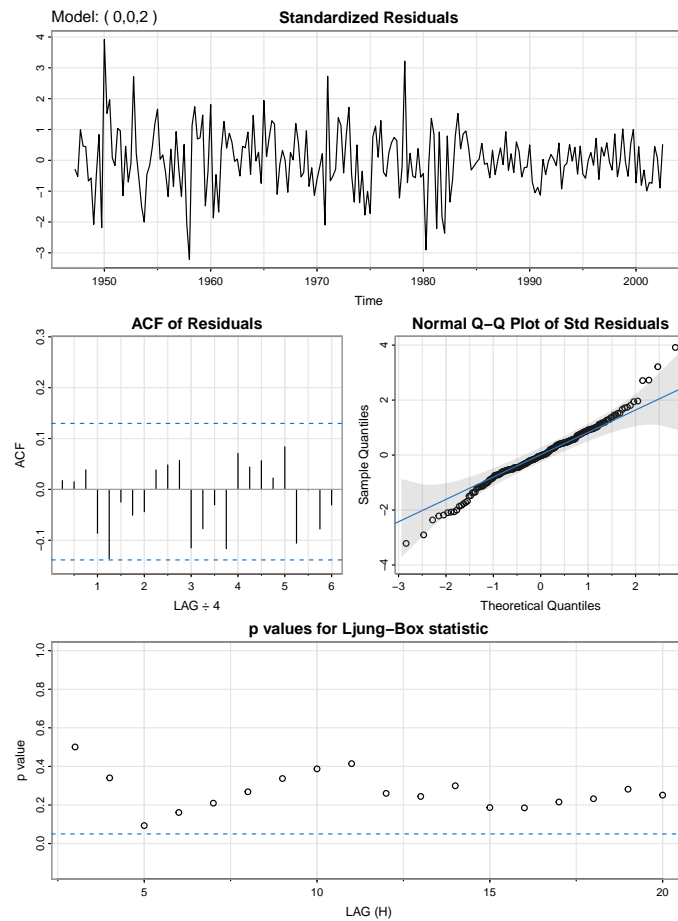 Model: ( 0,0,2 )
Standardized Residuals
4
3
2
1
0
-1
-2
-3
1950 1960 1970 1980 1990 2000
Time
ACF of Residuals
0.3
0.2
0.1
0.0
-0.1
ACF
1 2 3 4 5 6
LAG ÷ 4
Normal Q−Q Plot of Std Residuals
4
2
0
-2
-4
Sample Quantiles
−3 −2 −1 0 1 2
Theoretical Quantiles
p values for Ljung−Box statistic
1.0
0.8
0.6
0.4
0.2
0.0
p value
5 10 15 20
LAG (H)